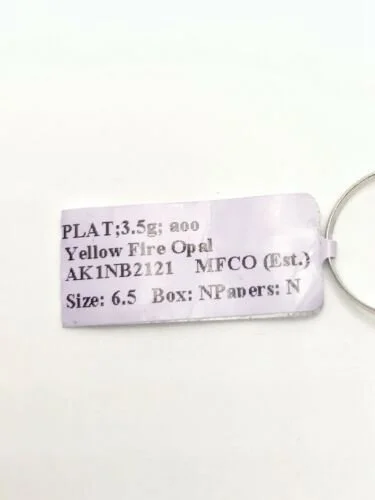 PLAT;3.5g; aoo
Yellow Fire Opal
AK1NB2121 MFCO (Est.)
Size: 6.5 Box: NPapers: N